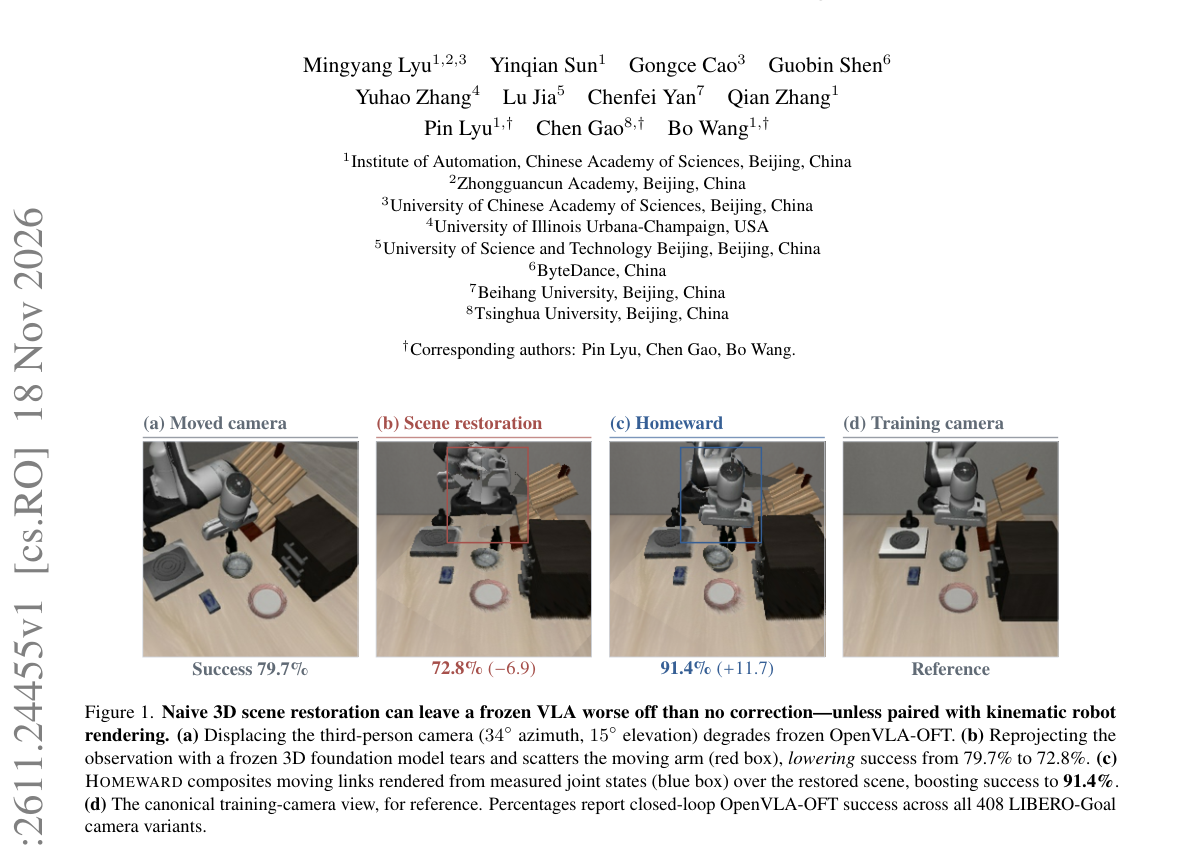 Mingyang Lyu1,2,3 Yinqian Sun1 Gongce Cao3 Guobin Shen6
Yuhao Zhang4 Lu Jia5 Chenfei Yan7 Qian Zhang1
Pin Lyu1,† Chen Gao8,† Bo Wang1,†
1Institute of Automation, Chinese Academy of Sciences, Beijing, China
2Zhongguancun Academy, Beijing, China
3University of Chinese Academy of Sciences, Beijing, China
4University of Illinois Urbana-Champaign, USA
5University of Science and Technology Beijing, Beijing, China
6ByteDance, China
7Beihang University, Beijing, China
8Tsinghua University, Beijing, China
†Corresponding authors: Pin Lyu, Chen Gao, Bo Wang.
:2611.24455v1 [cs.RO] 18 Nov 2026
(a) Moved camera (b) Scene restoration (c) Homeward (d) Training camera
Success 79.7% 72.8% (−6.9) 91.4% (+11.7) Reference
Figure 1. Naive 3D scene restoration can leave a frozen VLA worse off than no correction—unless paired with kinematic robot
rendering. (a) Displacing the third-person camera (34° azimuth, 15° elevation) degrades frozen OpenVLA-OFT. (b) Reprojecting the
observation with a frozen 3D foundation model tears and scatters the moving arm (red box), lowering success from 79.7% to 72.8%. (c)
HOMEWARD composites moving links rendered from measured joint states (blue box) over the restored scene, boosting success to 91.4%.
(d) The canonical training-camera view, for reference. Percentages report closed-loop OpenVLA-OFT success across all 408 LIBERO-Goal
camera variants.